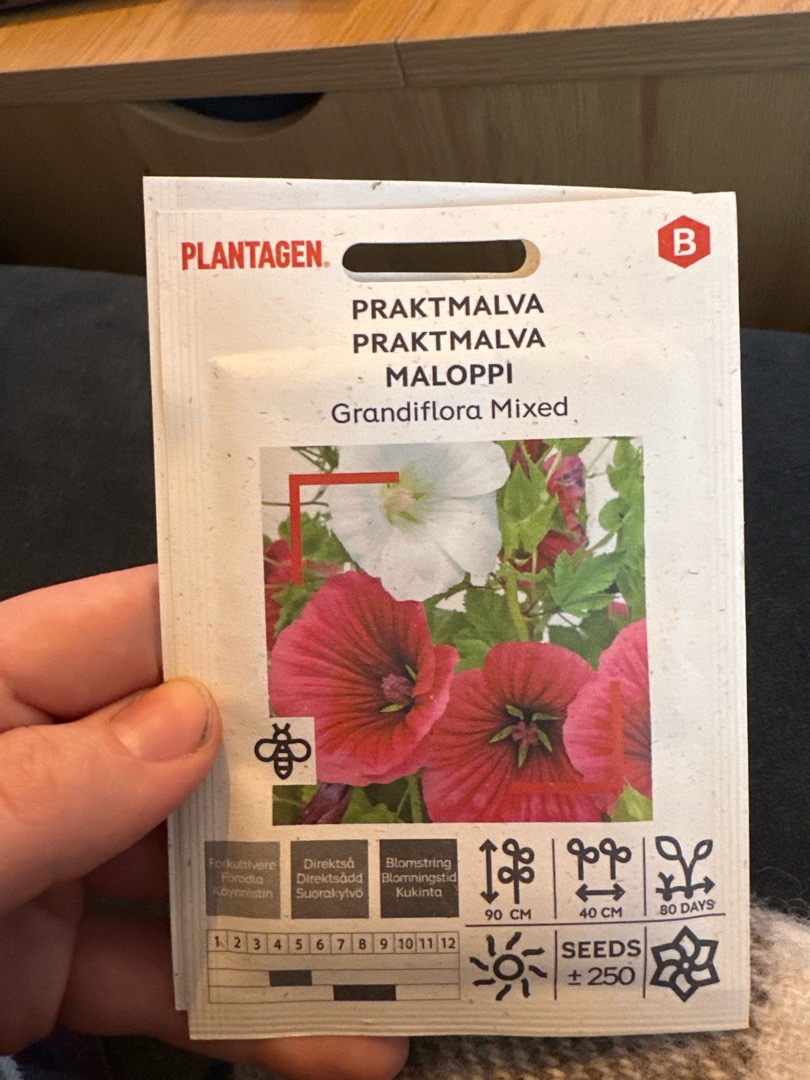 PLANTAGEN®
B
PRAKTMALVA
PRAKTMALVA
MALOPPI
Grandiflora Mixed
Forkultivere
Förodla
Köynnistin
Direktså
Direktsådd
Suorakylvö
Blomstring
Blomningstid
Kukinta
90 CM
40 CM
80 DAYS
1 2 3 4 5 6 7 8 9 10 11 12
SEEDS
± 250